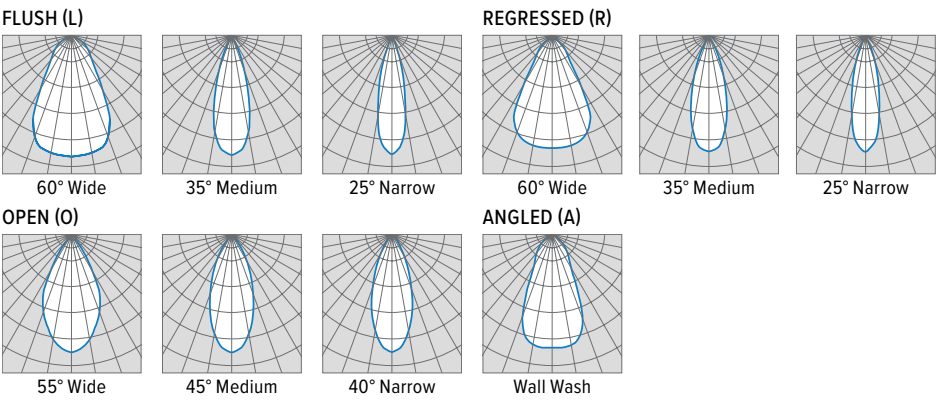 FLUSH (L)
REGRESSED (R)
60° Wide
35° Medium
25° Narrow
60° Wide
35° Medium
25° Narrow
OPEN (O)
ANGLED (A)
55° Wide
45° Medium
40° Narrow
Wall Wash